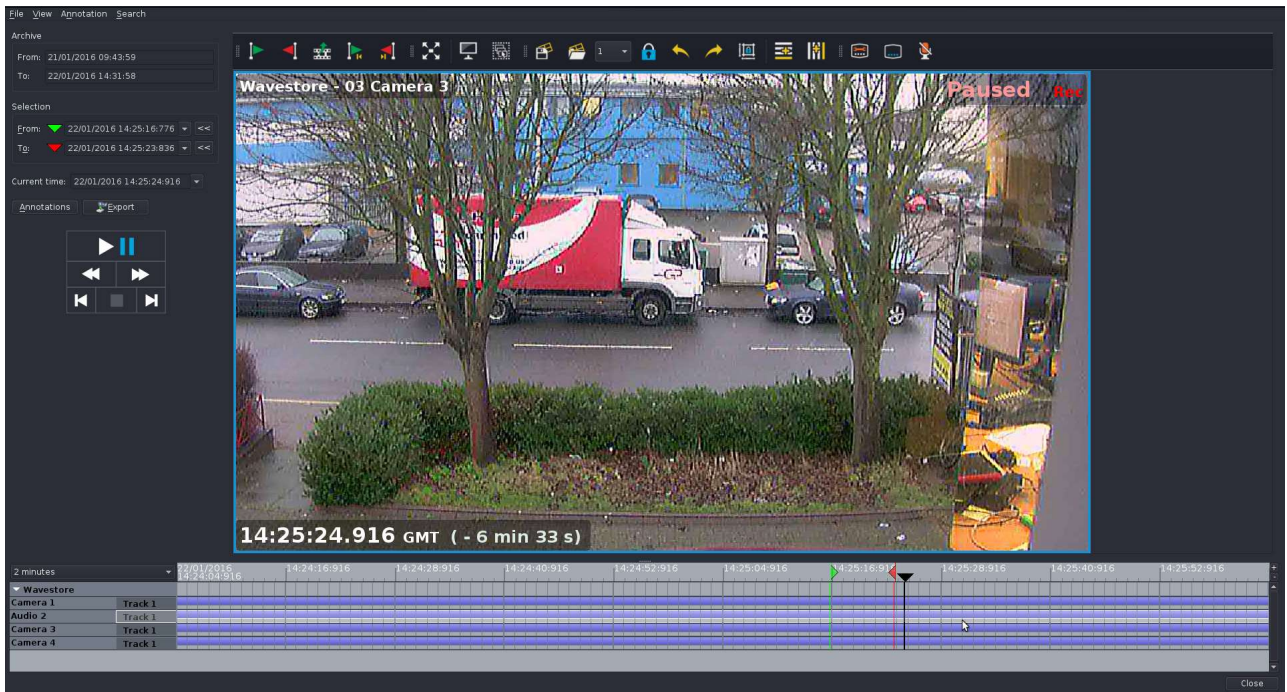 File View Annotation Search
Archive
From: 21/01/2016 09:43:59
To: 22/01/2016 14:31:58
Selection
From: 22/01/2016 14:25:16:776 <<
To: 22/01/2016 14:25:23:836 <<
Current time: 22/01/2016 14:25:24:916
Annotations Export
1
Wavestore - 03 Camera 3 Paused Rec
14:25:24.916 GMT ( - 6 min 33 s)
2 minutes
22/01/2016
14:24:04:916 14:24:16:916 14:24:28:916 14:24:40:916 14:24:52:916 14:25:04:916 14:25:16:916 14:25:28:916 14:25:40:916 14:25:52:916
Wavestore
Camera 1 Track 1
Audio 2 Track 1
Camera 3 Track 1
Camera 4 Track 1
Close